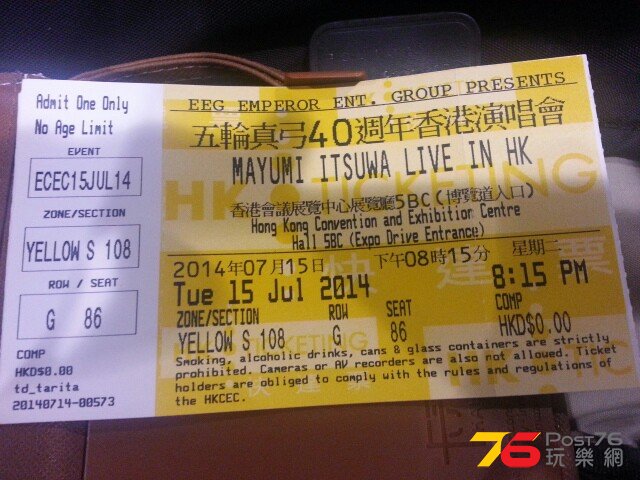 Admit One Only
No Age Limit
EVENT
ECEC15JUL14
ZONE/SECTION
YELLOW S 108
ROW / SEAT
G 86
COMP
HKD$0.00
td_tarita
20140714-00573
EEG EMPEROR ENT. GROUP PRESENTS
五輪真弓40週年香港演唱會
MAYUMI ITSUWA LIVE IN HK
香港會議展覽中心展覽廳5BC(博覽道入口)
Hong Kong Convention and Exhibition Centre
Hall 5BC (Expo Drive Entrance)
2014年07月15日 下午08時15分 星期二
Tue 15 Jul 2014 8:15 PM
ZONE/SECTION ROW SEAT COMP
YELLOW S 108 G 86 HKD$0.00
Smoking, alcoholic drinks, cans & glass containers are strictly
prohibited. Cameras or AV recorders are also not allowed. Ticket
holders are obliged to comply with the rules and regulations of
the HKCEC.
HK TICKETING
快達票
76 POST76
玩樂網